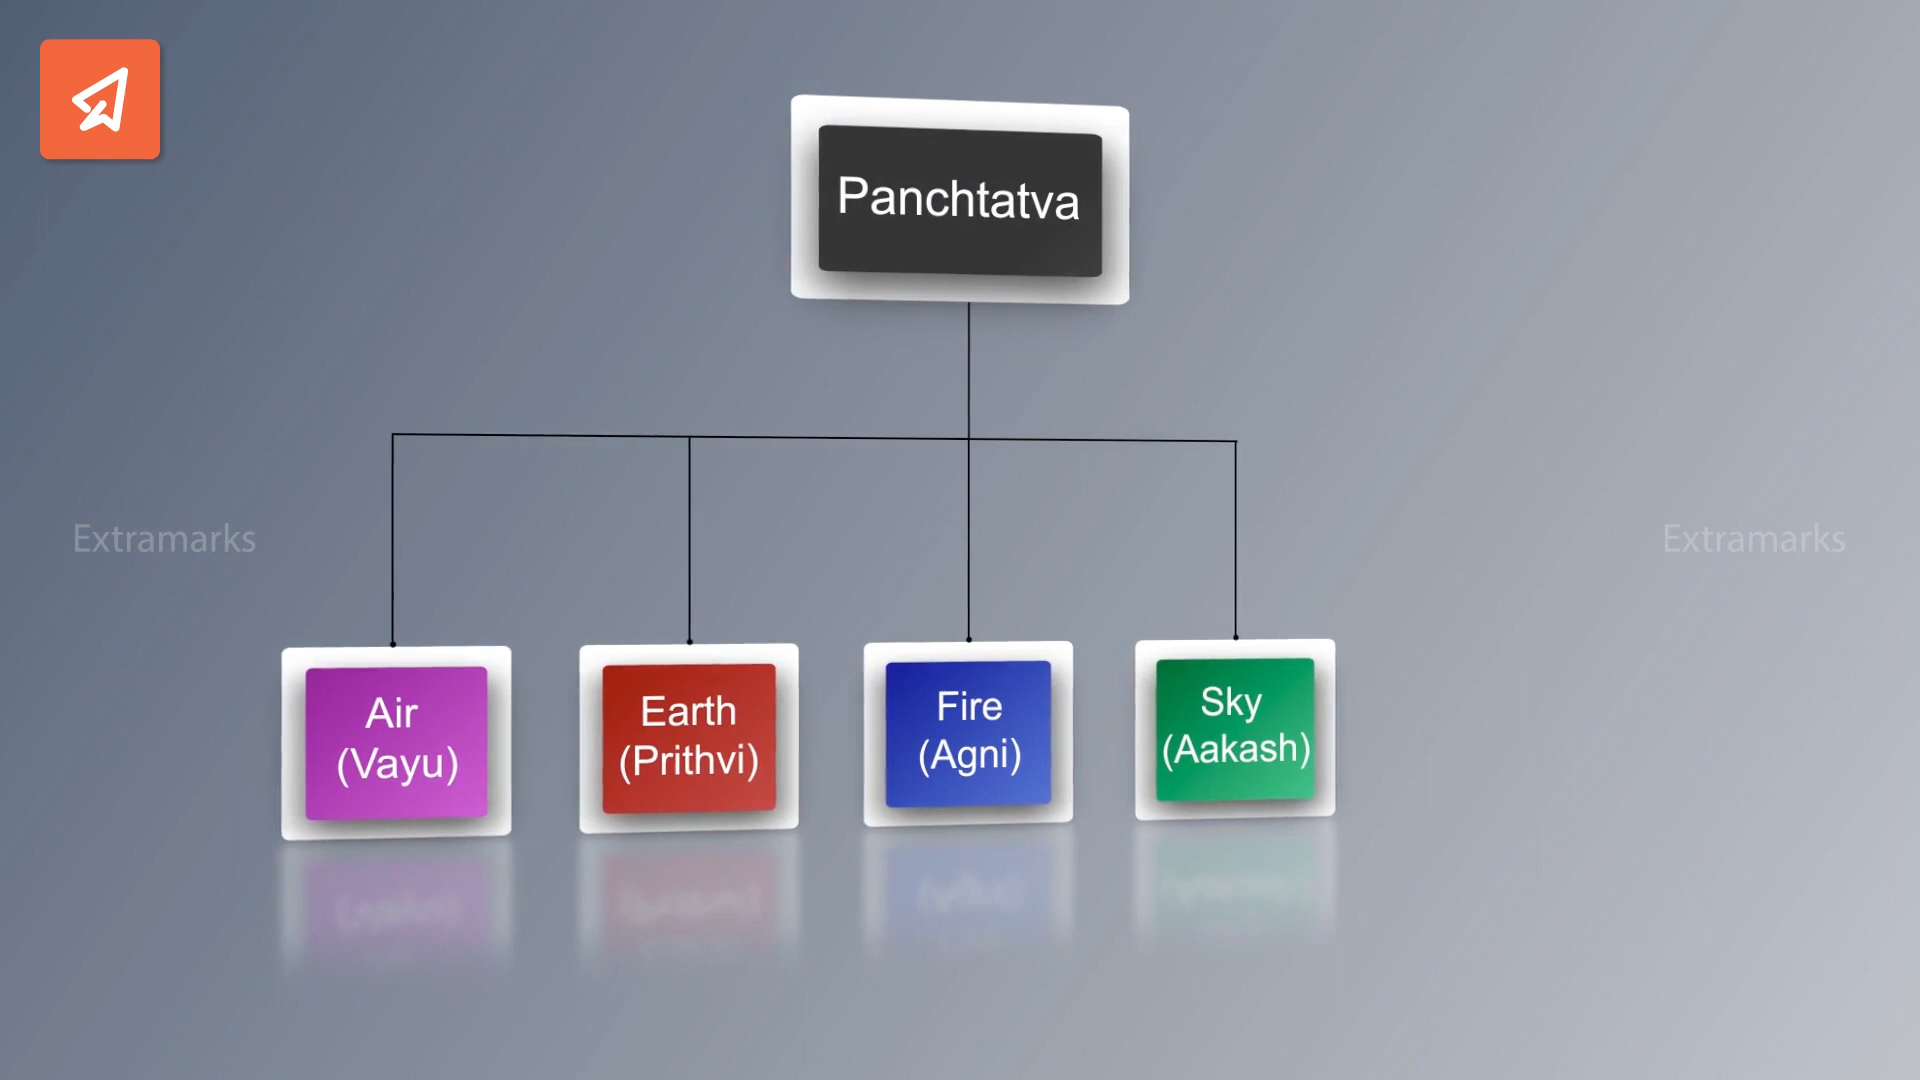 Panchtatva
Extramarks
Extramarks
Air
(Vayu)
Earth
(Prithvi)
Fire
(Agni)
Sky
(Aakash)